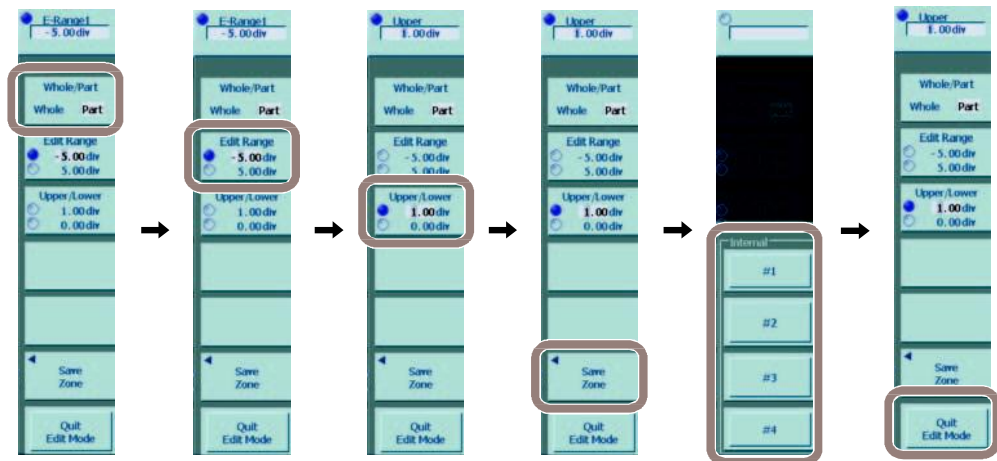 E-Range1
-5.00div
Whole/Part
Whole Part
Edit Range
-5.00div
5.00div
Upper/Lower
1.00div
0.00div
Save
Zone
Quit
Edit Mode
E-Range1
-5.00div
Whole/Part
Whole Part
Edit Range
-5.00div
5.00div
Upper/Lower
1.00div
0.00div
Save
Zone
Quit
Edit Mode
Upper
1.00div
Whole/Part
Whole Part
Edit Range
-5.00div
5.00div
Upper/Lower
1.00div
0.00div
Save
Zone
Quit
Edit Mode
Upper
1.00div
Whole/Part
Whole Part
Edit Range
-5.00div
5.00div
Upper/Lower
1.00div
0.00div
Save
Zone
Quit
Edit Mode
Internal
#1
#2
#3
#4
Upper
1.00div
Whole/Part
Whole Part
Edit Range
-5.00div
5.00div
Upper/Lower
1.00div
0.00div
Save
Zone
Quit
Edit Mode